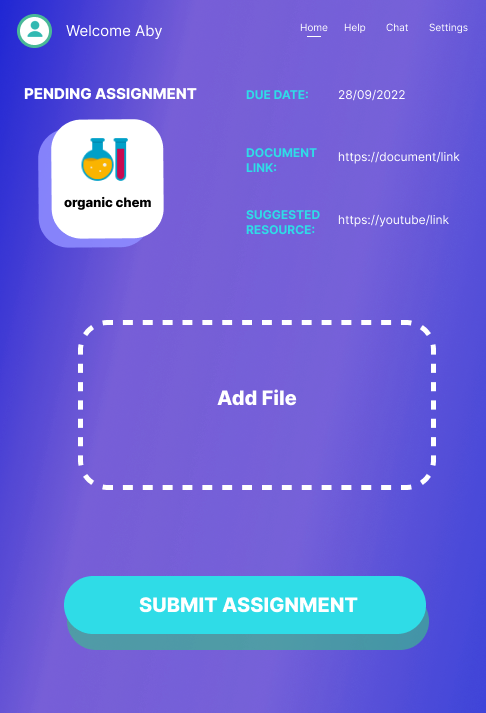 Welcome Aby
Home Help Chat Settings
PENDING ASSIGNMENT
organic chem
DUE DATE: 28/09/2022
DOCUMENT
LINK:
https://document/link
SUGGESTED
RESOURCE:
https://youtube/link
Add File
SUBMIT ASSIGNMENT